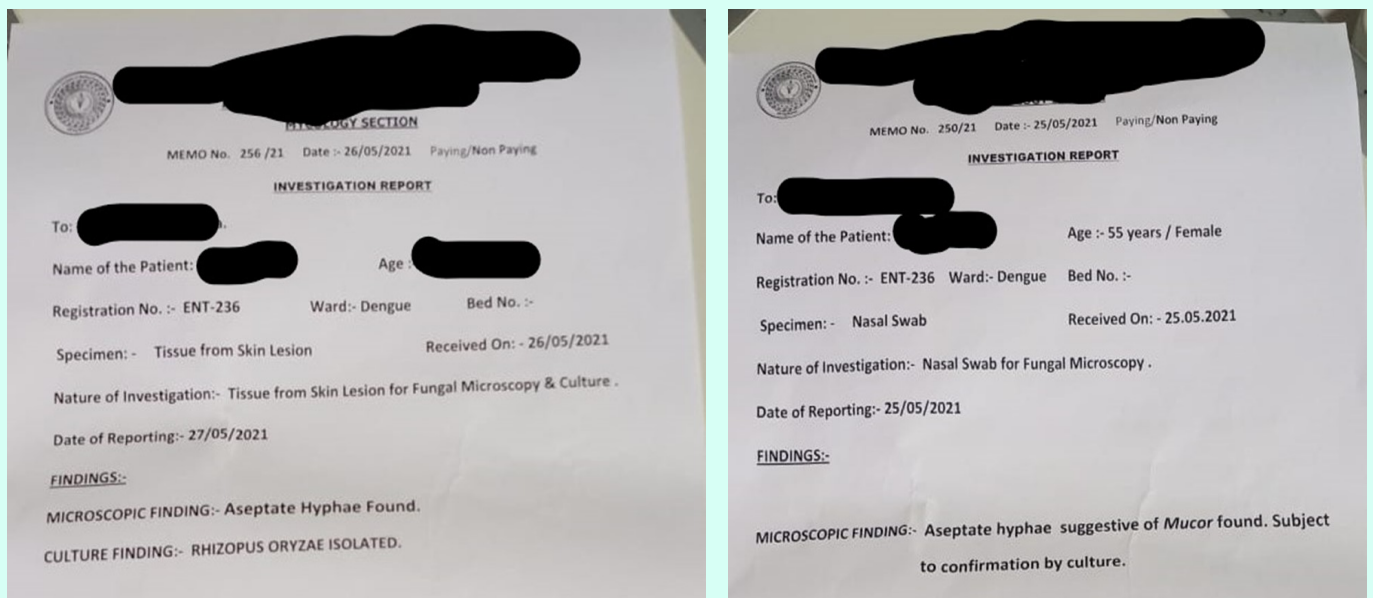 MYCOLOGY SECTION
MEMO No. 256 /21 Date :- 26/05/2021 Paying/Non Paying
INVESTIGATION REPORT
To:
Name of the Patient: Age :
Registration No. :- ENT-236 Ward:- Dengue Bed No. :-
Specimen: - Tissue from Skin Lesion Received On: - 26/05/2021
Nature of Investigation:- Tissue from Skin Lesion for Fungal Microscopy & Culture .
Date of Reporting:- 27/05/2021
FINDINGS:-
MICROSCOPIC FINDING:- Aseptate Hyphae Found.
CULTURE FINDING:- RHIZOPUS ORYZAE ISOLATED.
MEMO No. 250/21 Date :- 25/05/2021 Paying/Non Paying
INVESTIGATION REPORT
To:
Name of the Patient: Age :- 55 years / Female
Registration No. :- ENT-236 Ward:- Dengue Bed No. :-
Specimen: - Nasal Swab Received On: - 25.05.2021
Nature of Investigation:- Nasal Swab for Fungal Microscopy .
Date of Reporting:- 25/05/2021
FINDINGS:-
MICROSCOPIC FINDING:- Aseptate hyphae suggestive of Mucor found. Subject
to confirmation by culture.